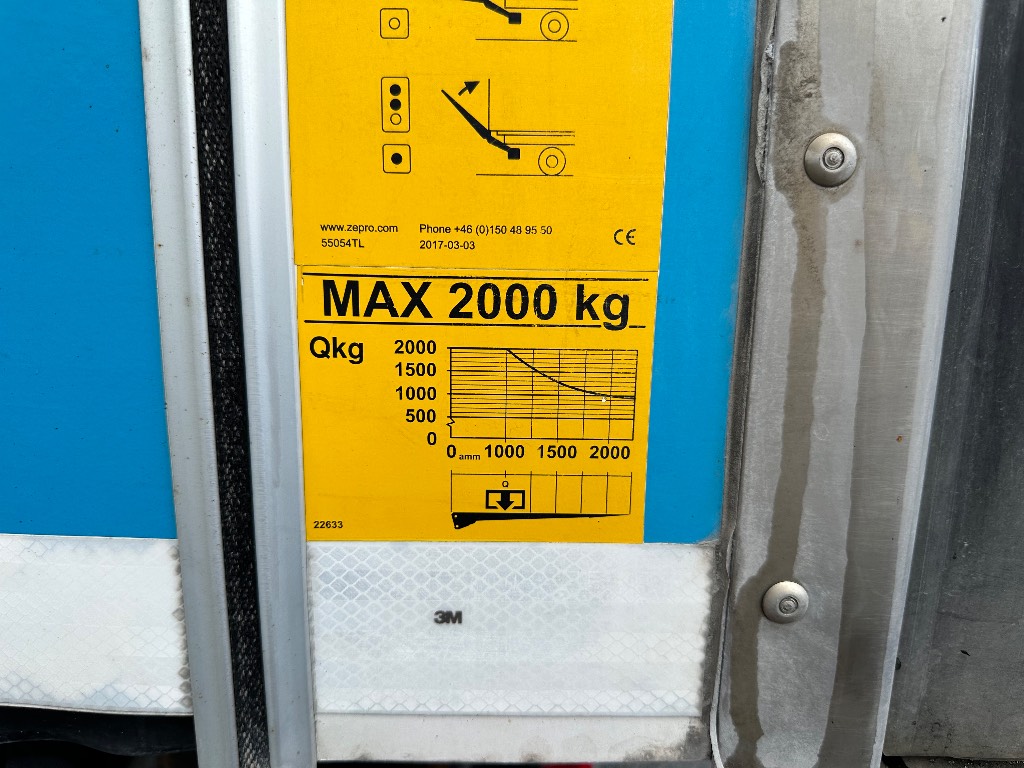 www.zepro.com Phone +46 (0)150 48 95 50
55054TL 2017-03-03 CE
MAX 2000 kg
Qkg
2000
1500
1000
500
0
0 amm 1000 1500 2000
Q
22633
3M